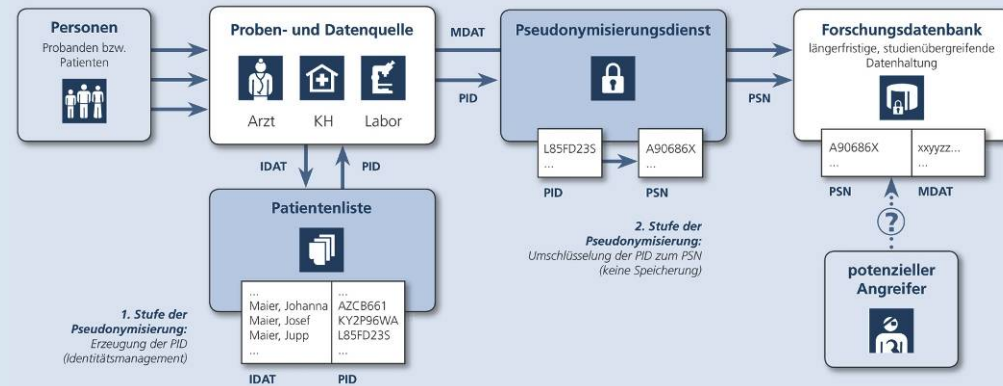 Personen
Probanden bzw.
Patienten
Proben- und Datenquelle
Arzt
KH
Labor
MDAT
PID
Pseudonymisierungsdienst
L85FD23S
...
PID
A90686X
...
PSN
PSN
Forschungsdatenbank
längerfristige, studienübergreifende
Datenhaltung
A90686X
...
xxyyzz...
...
PSN
MDAT
IDAT
PID
Patientenliste
...
Maier, Johanna
Maier, Josef
Maier, Jupp
...
AZCB661
KY2P96WA
L85FD23S
...
IDAT
PID
1. Stufe der
Pseudonymisierung:
Erzeugung der PID
(Identitätsmanagement)
2. Stufe der
Pseudonymisierung:
Umschlüsselung der PID zum PSN
(keine Speicherung)
?
potenzieller
Angreifer